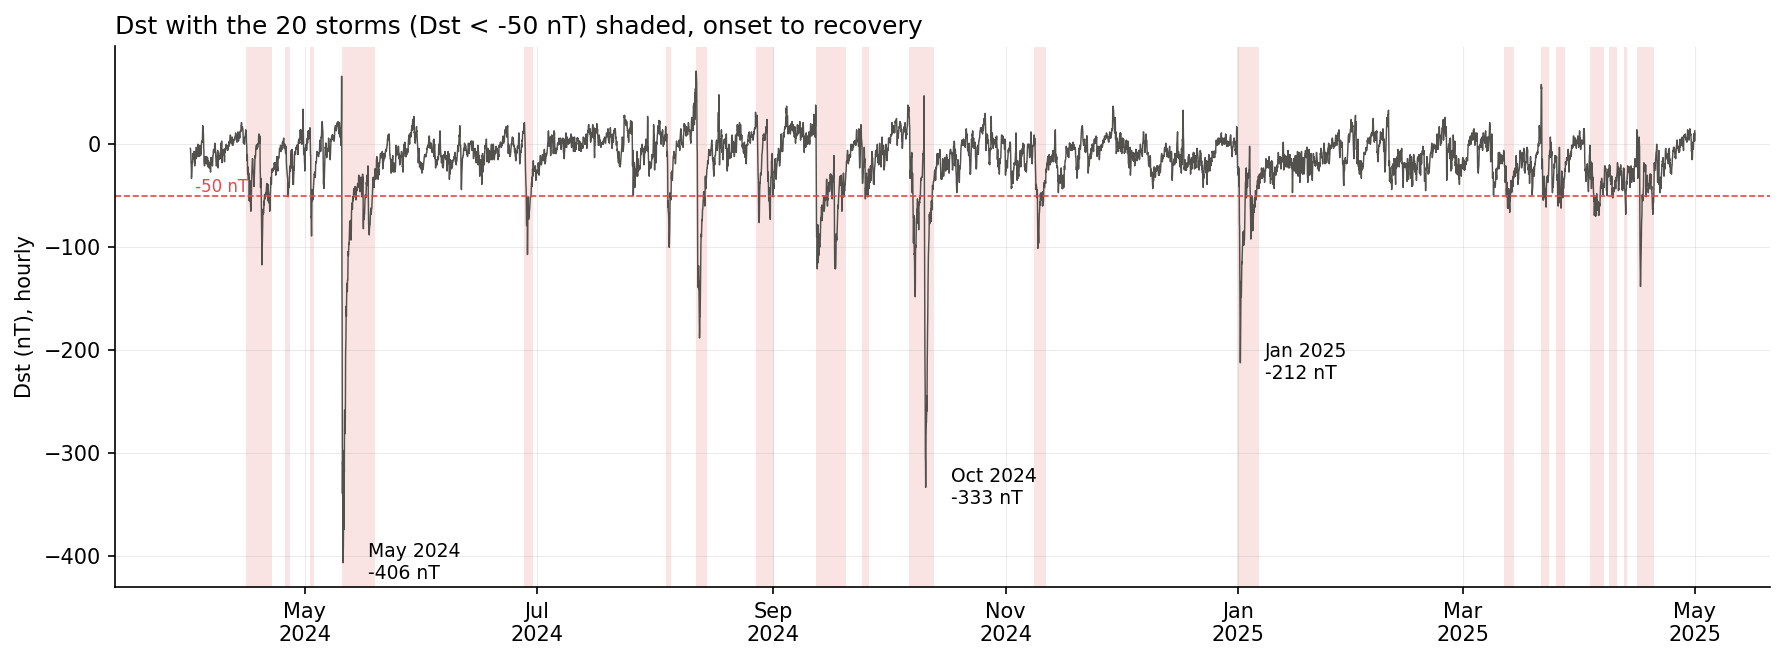 Dst with the 20 storms (Dst < -50 nT) shaded, onset to recovery
Dst (nT), hourly
0
−100
−200
−300
−400
-50 nT
May 2024
-406 nT
Oct 2024
-333 nT
Jan 2025
-212 nT
May
2024
Jul
2024
Sep
2024
Nov
2024
Jan
2025
Mar
2025
May
2025